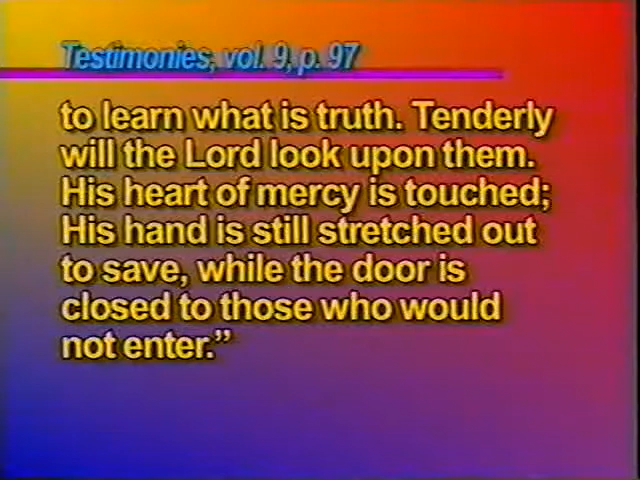 Testimonies, vol. 9, p. 97
to learn what is truth. Tenderly
will the Lord look upon them.
His heart of mercy is touched;
His hand is still stretched out
to save, while the door is
closed to those who would
not enter.”